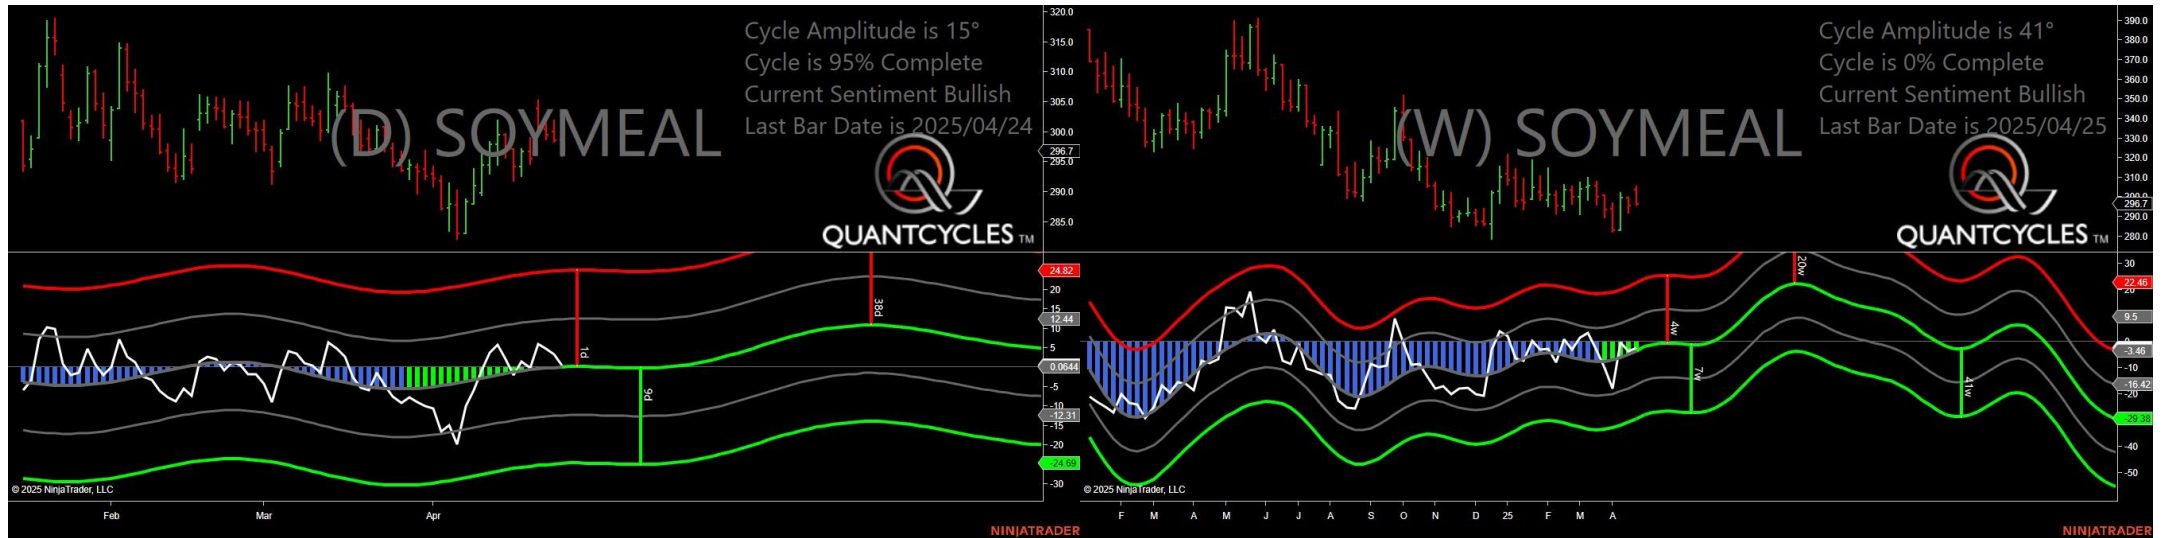 Cycle Amplitude is 15°
Cycle is 95% Complete
Current Sentiment Bullish
Last Bar Date is 2025/04/24
(D) SOYMEAL
QUANTCYCLES TM
320.0
315.0
310.0
305.0
300.0
296.7
295.0
290.0
285.0
24.82
20
15
12.44
10
5
0.0644
-5
-10
-12.31
-15
-20
-24.69
-30
1d
9d
38d
© 2025 NinjaTrader, LLC
Feb Mar Apr
NINJATRADER
Cycle Amplitude is 41°
Cycle is 0% Complete
Current Sentiment Bullish
Last Bar Date is 2025/04/25
(W) SOYMEAL
QUANTCYCLES TM
390.0
380.0
370.0
360.0
350.0
340.0
330.0
320.0
310.0
300.0
296.7
290.0
280.0
30
22.46
20
9.5
-3.46
-10
-16.42
-20
-29.38
-40
-50
4w
7w
20w
41w
© 2025 NinjaTrader, LLC
F M A M J J A S O N D 25 F M A
NINJATRADER